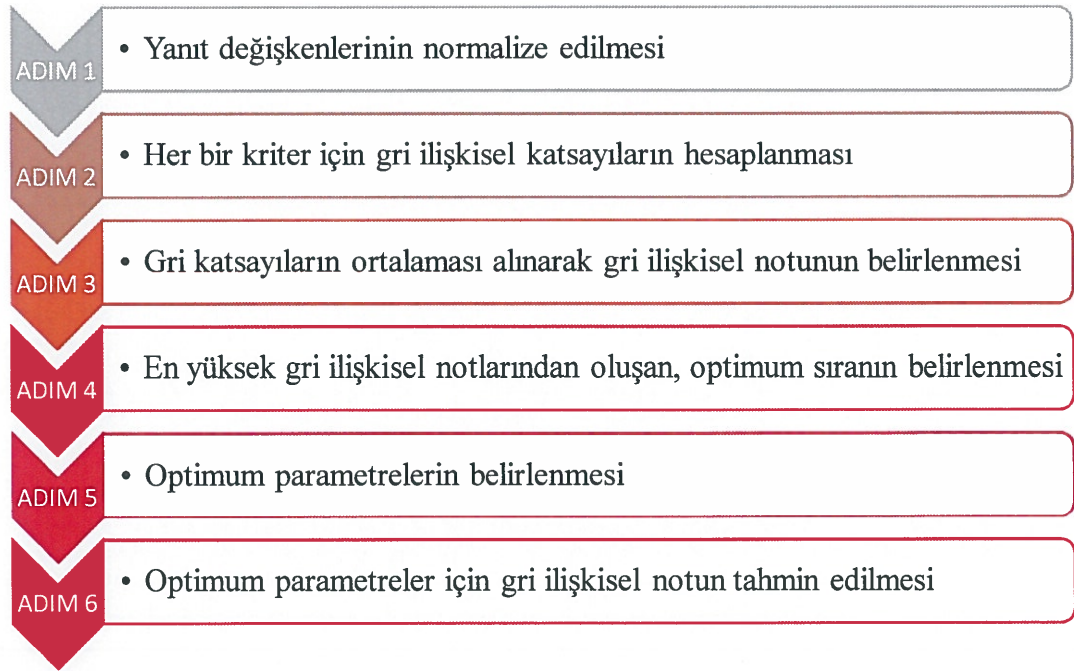 ADIM 1
• Yanıt değişkenlerinin normalize edilmesi
ADIM 2
• Her bir kriter için gri ilişkisel katsayıların hesaplanması
ADIM 3
• Gri katsayıların ortalaması alınarak gri ilişkisel notunun belirlenmesi
ADIM 4
• En yüksek gri ilişkisel notlarından oluşan, optimum sıranın belirlenmesi
ADIM 5
• Optimum parametrelerin belirlenmesi
ADIM 6
• Optimum parametreler için gri ilişkisel notun tahmin edilmesi